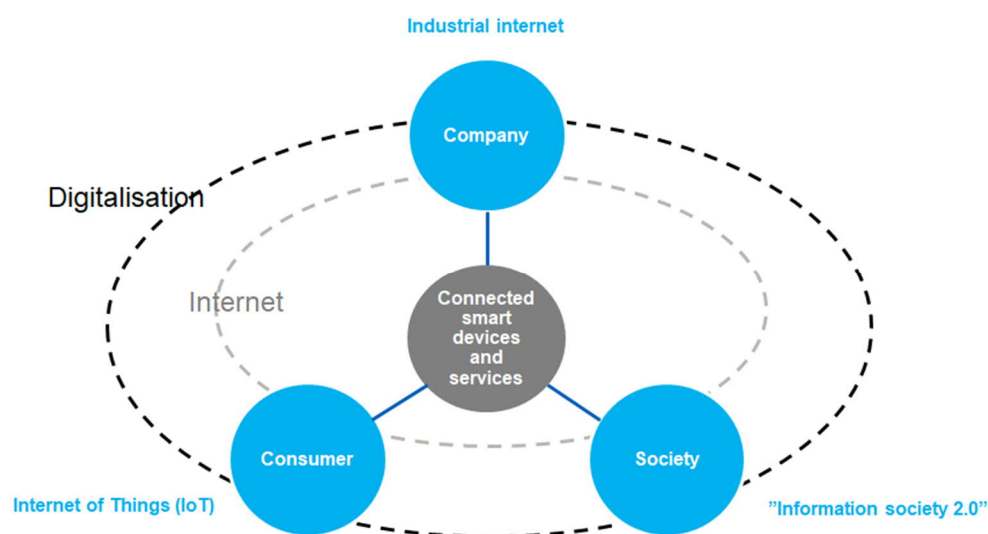 Industrial internet
Company
Digitalisation
Internet
Connected
smart
devices
and
services
Consumer
Society
Internet of Things (IoT)
”Information society 2.0”